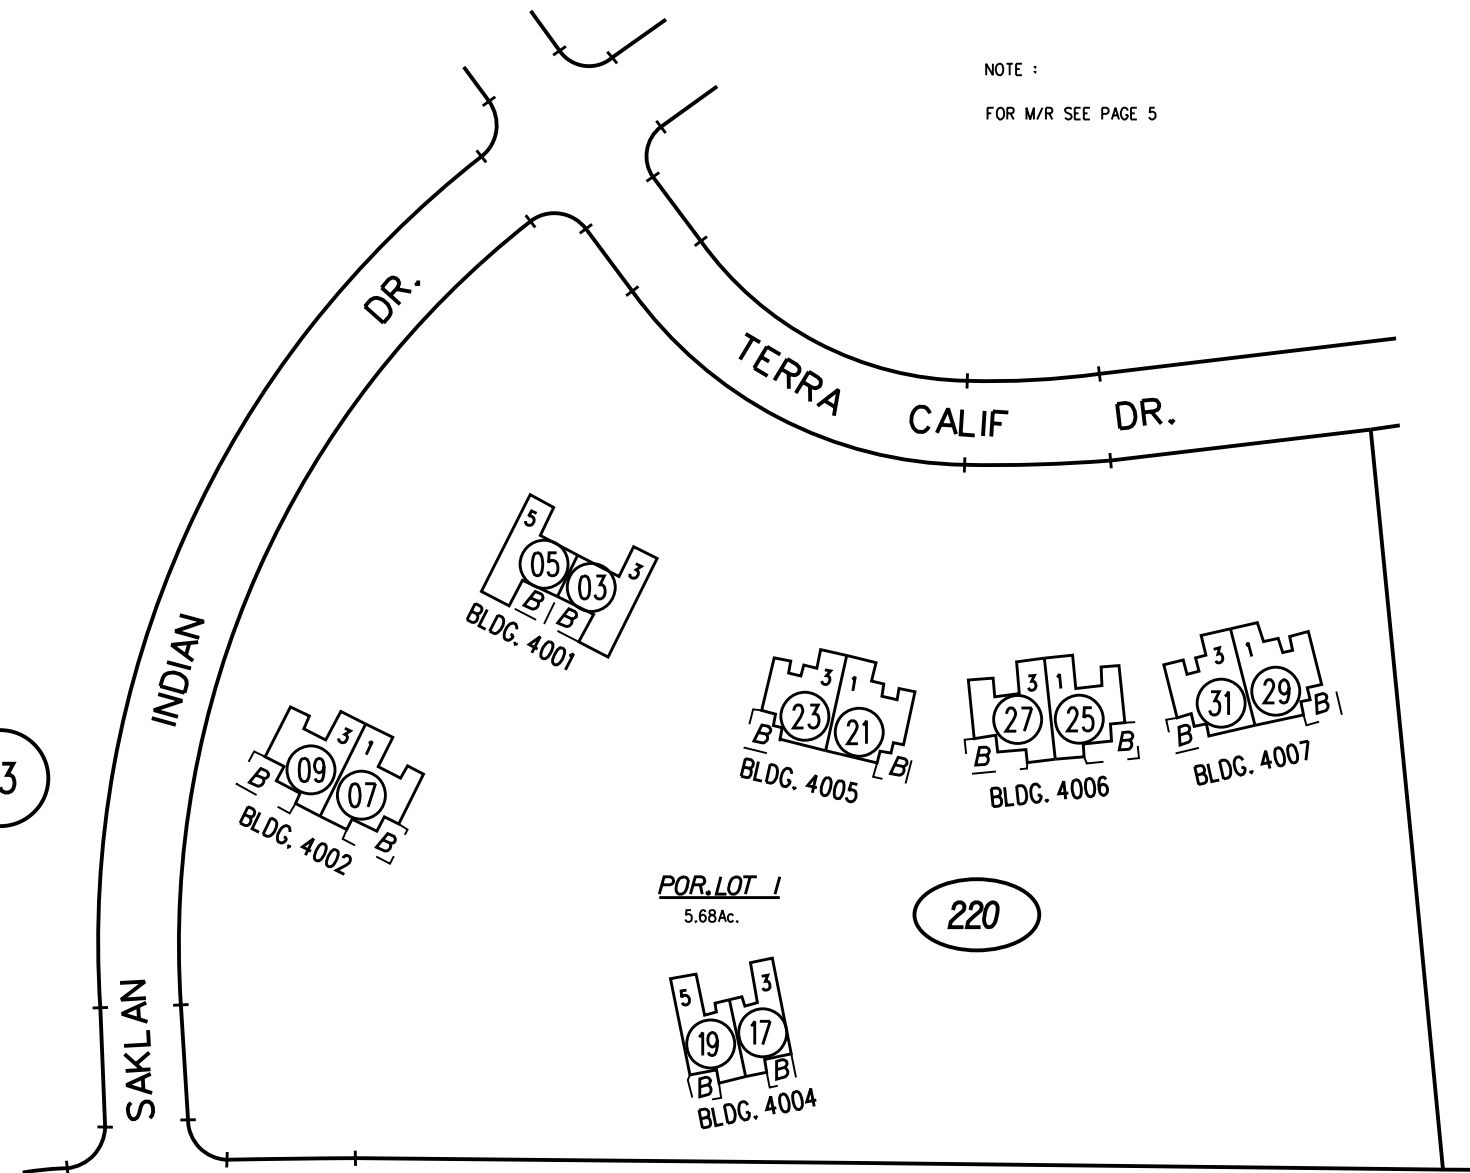 NOTE :
FOR M/R SEE PAGE 5
DR.
TERRA CALIF DR.
5
05 03 3
B B
BLDG. 4001
INDIAN
3 1
23 21
B B
BLDG. 4005
3 1
27 25
B B
BLDG. 4006
3 1
31 29
B B
BLDG. 4007
3 1
09 07
B B
BLDG. 4002
3
POR. LOT 1
5.68Ac.
220
5 3
19 17
B B
BLDG. 4004
SAKLAN